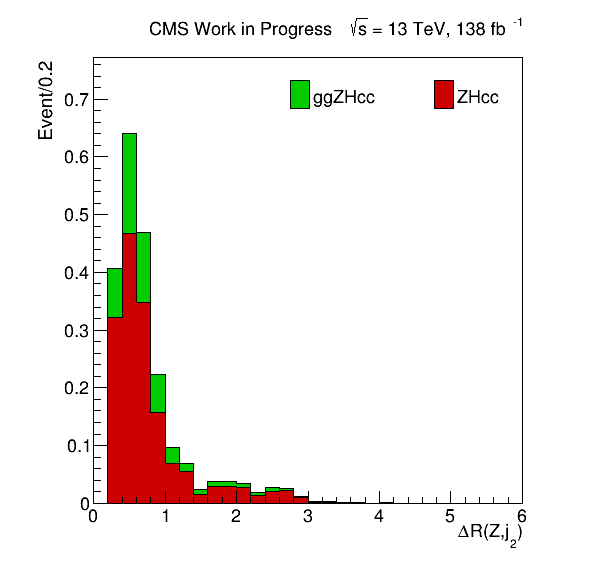 CMS Work in Progress √s = 13 TeV, 138 fb⁻¹
Event/0.2
ggZHcc ZHcc
0.7
0.6
0.5
0.4
0.3
0.2
0.1
0
0 1 2 3 4 5 6
ΔR(Z,j₂)